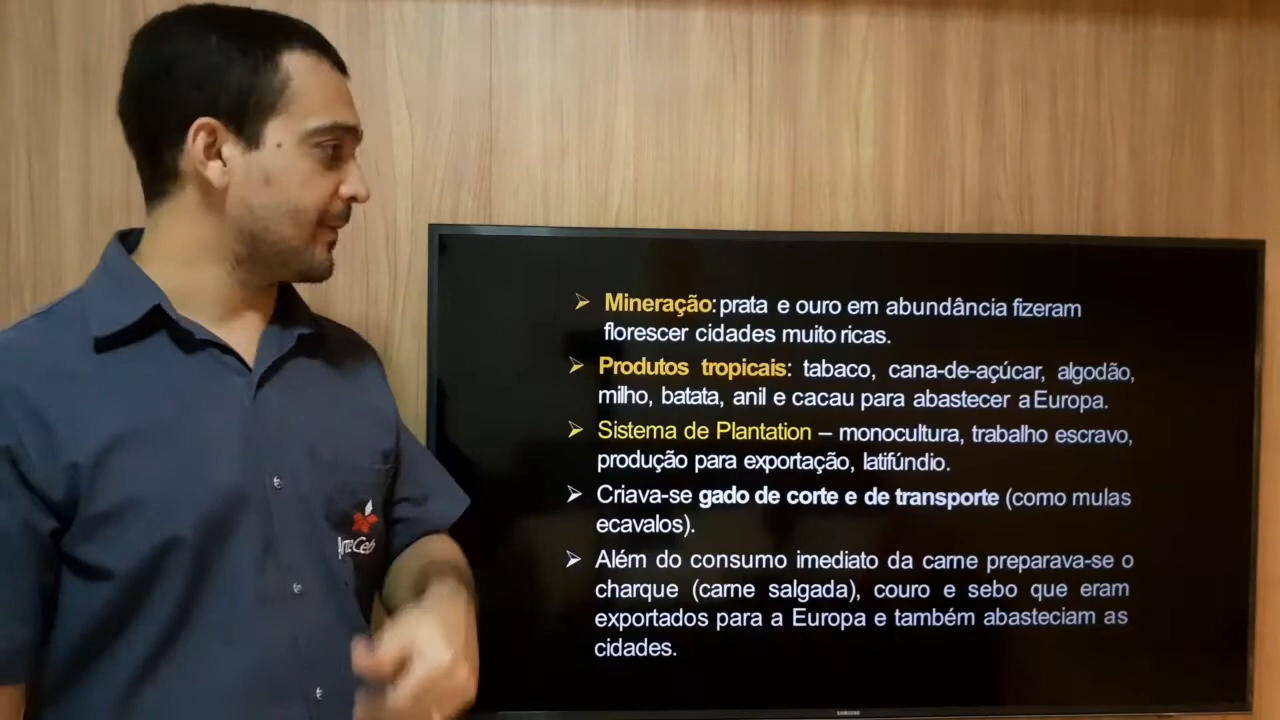 ➢ Mineração: prata e ouro em abundância fizeram
florescer cidades muito ricas.
➢ Produtos tropicais: tabaco, cana-de-açúcar, algodão,
milho, batata, anil e cacau para abastecer a Europa.
➢ Sistema de Plantation – monocultura, trabalho escravo,
produção para exportação, latifúndio.
➢ Criava-se gado de corte e de transporte (como mulas
ecavalos).
➢ Além do consumo imediato da carne preparava-se o
charque (carne salgada), couro e sebo que eram
exportados para a Europa e também abasteciam as
cidades.
SAMSUNG